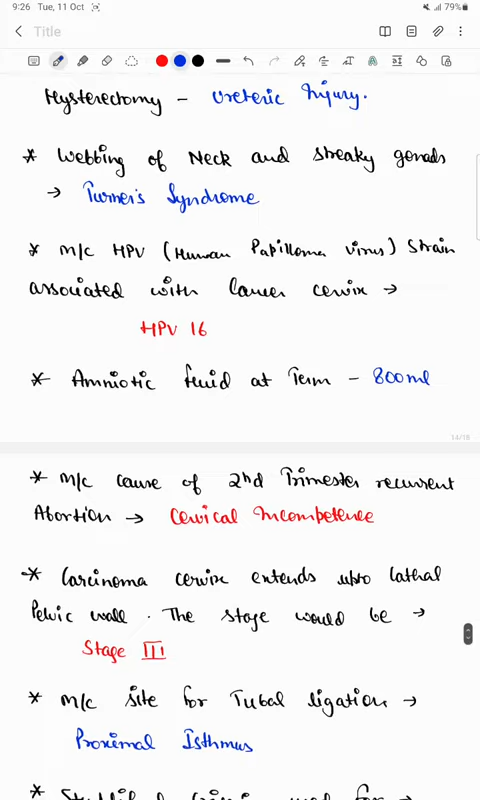 9:26 Tue, 11 Oct
79%
Title
Hysterectomy – Ureteric Injury.
* Webbing of Neck and streaky gonads
→ Turner's Syndrome
* M/C HPV (Human Papilloma virus) Strain
associated with Cancer cervix →
HPV 16
* Amniotic fluid at Term – 800ml
14/18
* M/C cause of 2nd Trimester recurrent
Abortion → Cervical Incompetence
* Carcinoma cervix extends upto lathal
Pelvic wall. The stage would be →
Stage III
* M/C site for Tubal ligation →
Proximal Isthmus